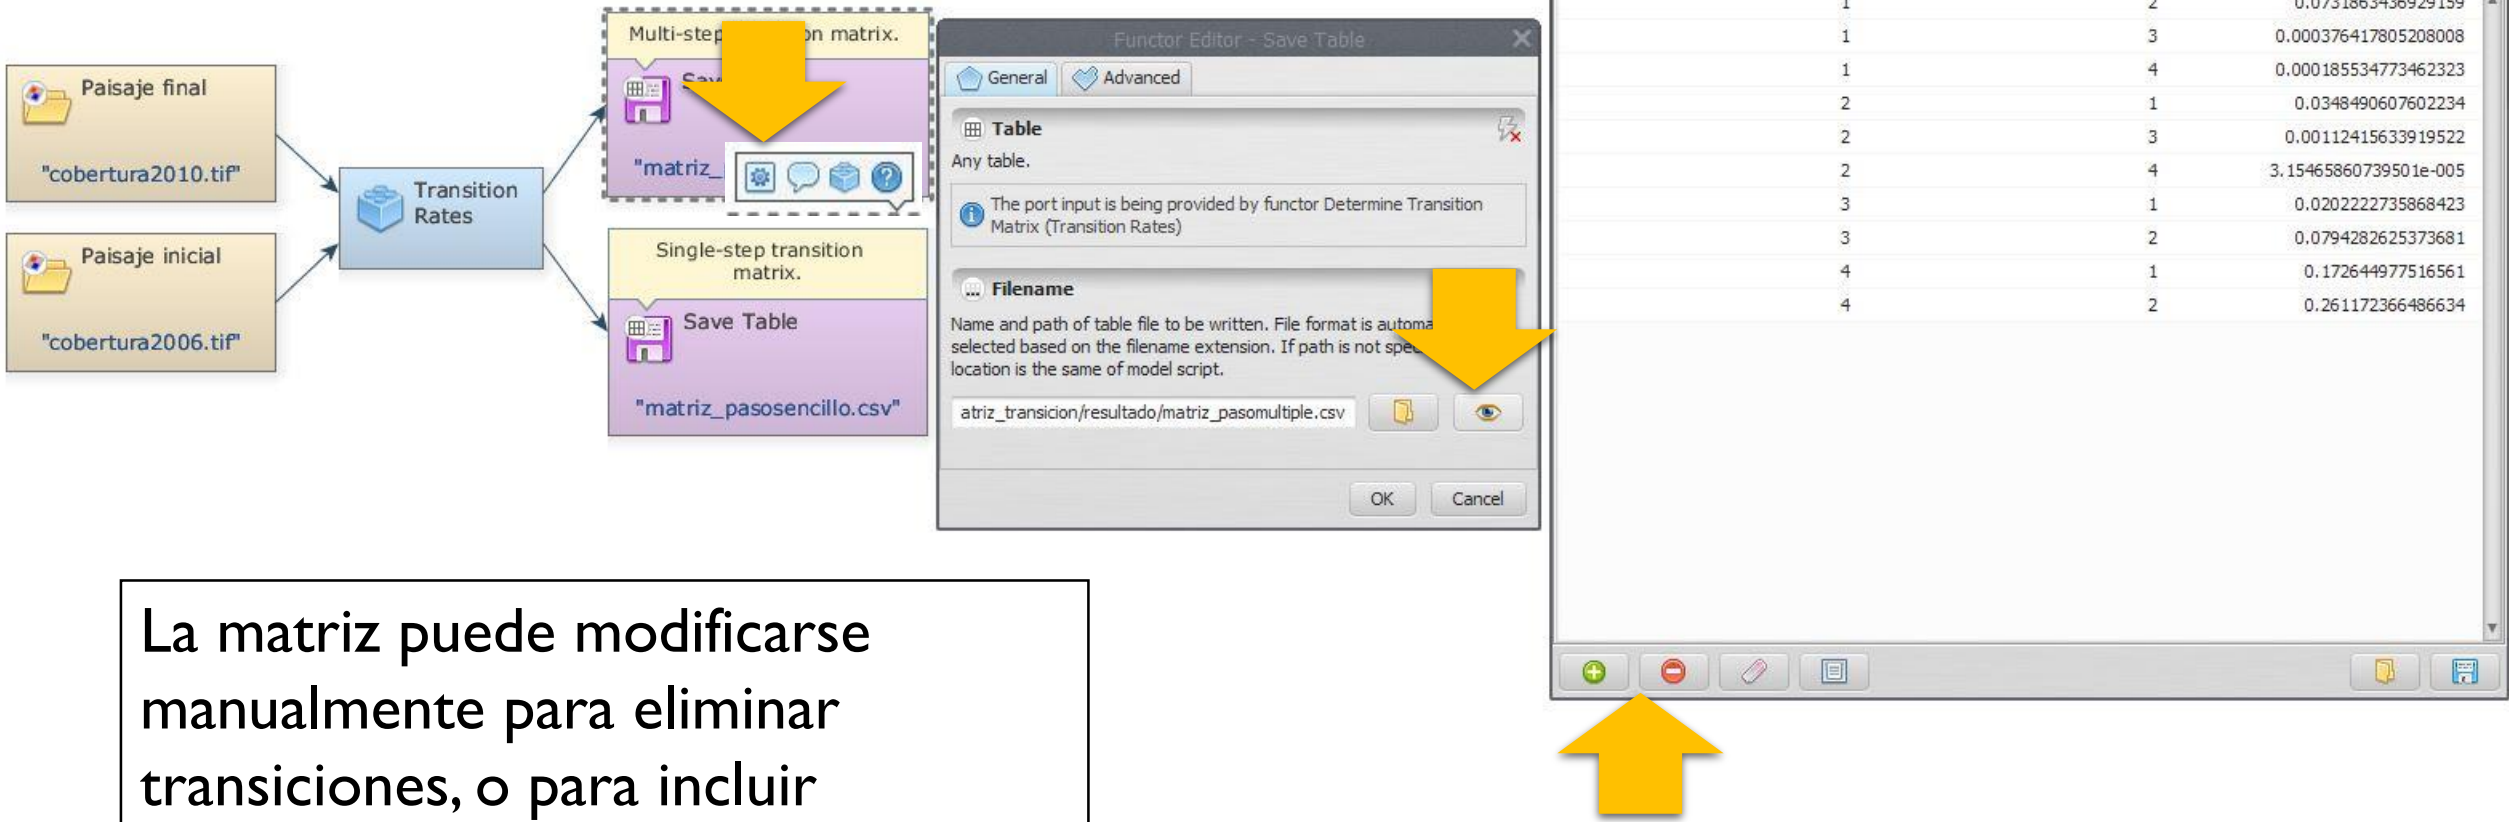 Paisaje final
"cobertura2010.tif"
Paisaje inicial
"cobertura2006.tif"
Transition
Rates
Multi-step on matrix.
"matriz_
Single-step transition
matrix.
Save Table
"matriz_pasosencillo.csv"
Functor Editor - Save Table
General Advanced
Table
Any table.
The port input is being provided by functor Determine Transition
Matrix (Transition Rates)
Filename
Name and path of table file to be written. File format is
selected based on the filename extension. If path is not
location is the same of model script.
atriz_transicion/resultado/matriz_pasomultiple.csv
OK Cancel
1 2 0.0731863436929159
1 3 0.000376417805208008
1 4 0.000185534773462323
2 1 0.0348490607602234
2 3 0.00112415633919522
2 4 3.15465860739501e-005
3 1 0.0202222735868423
3 2 0.0794282625373681
4 1 0.172644977516561
4 2 0.261172366486634
La matriz puede modificarse
manualmente para eliminar
transiciones, o para incluir